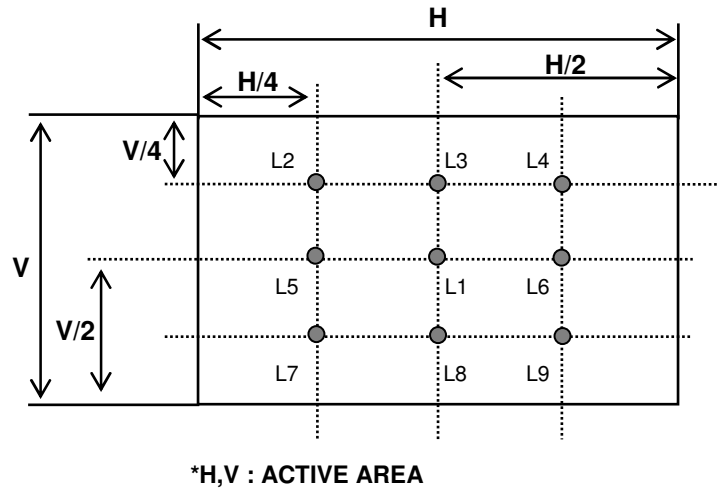 H
H/2
H/4
V/4
L2 L3 L4
V
L5 L1 L6
V/2
L7 L8 L9
*H,V : ACTIVE AREA